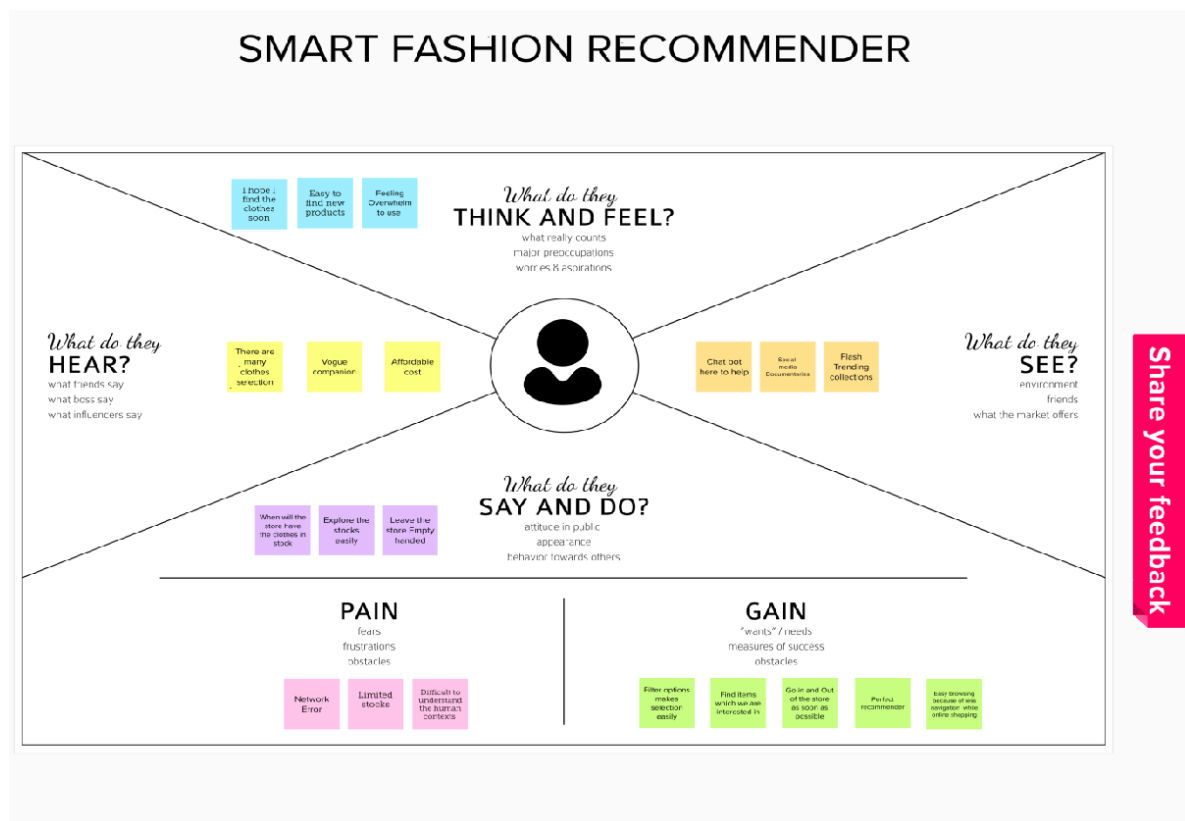 SMART FASHION RECOMMENDER
I hope I
find the
clothes
soon
Easy to
find new
products
Feeling
Overwhelm
to use
What do they
THINK AND FEEL?
what really counts
major preoccupations
worries & aspirations
What do they
HEAR?
what friends say
what boss say
what influencers say
There are
many
clothes
selection
Vogue
companion
Affordable
cost
Chat bot
here to help
Social
media
Documentaries
Flash
Trending
collections
What do they
SEE?
environment
friends
what the market offers
What do they
SAY AND DO?
attitude in public
appearance
behavior towards others
When will the
store have
the clothes in
stock
Explore the
stocks
easily
Leave the
store Empty
handed
PAIN
fears
frustrations
obstacles
Network
Error
Limited
stocks
Difficult to
understand
the human
contexts
GAIN
"wants" / needs
measures of success
obstacles
Filter options
makes
selection
easily
Find items
which we are
interested in
Go in and Out
of the store
as soon as
possible
Perfect
recommender
Easy browsing
because of less
navigation while
online shopping
Share your feedback